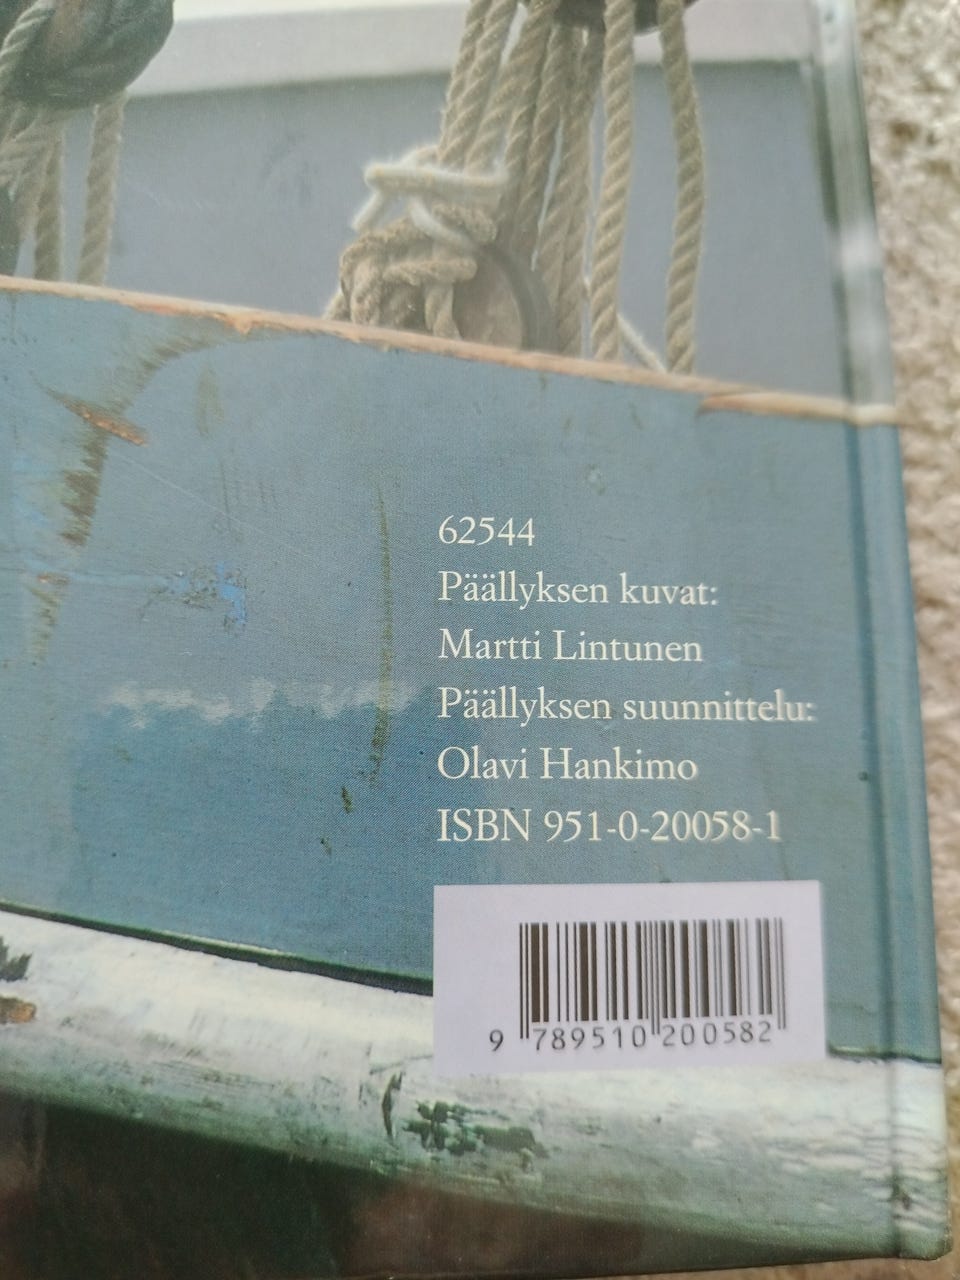 62544
Päällyksen kuvat:
Martti Lintunen
Päällyksen suunnittelu:
Olavi Hankimo
ISBN 951-0-20058-1
9 789510 200582